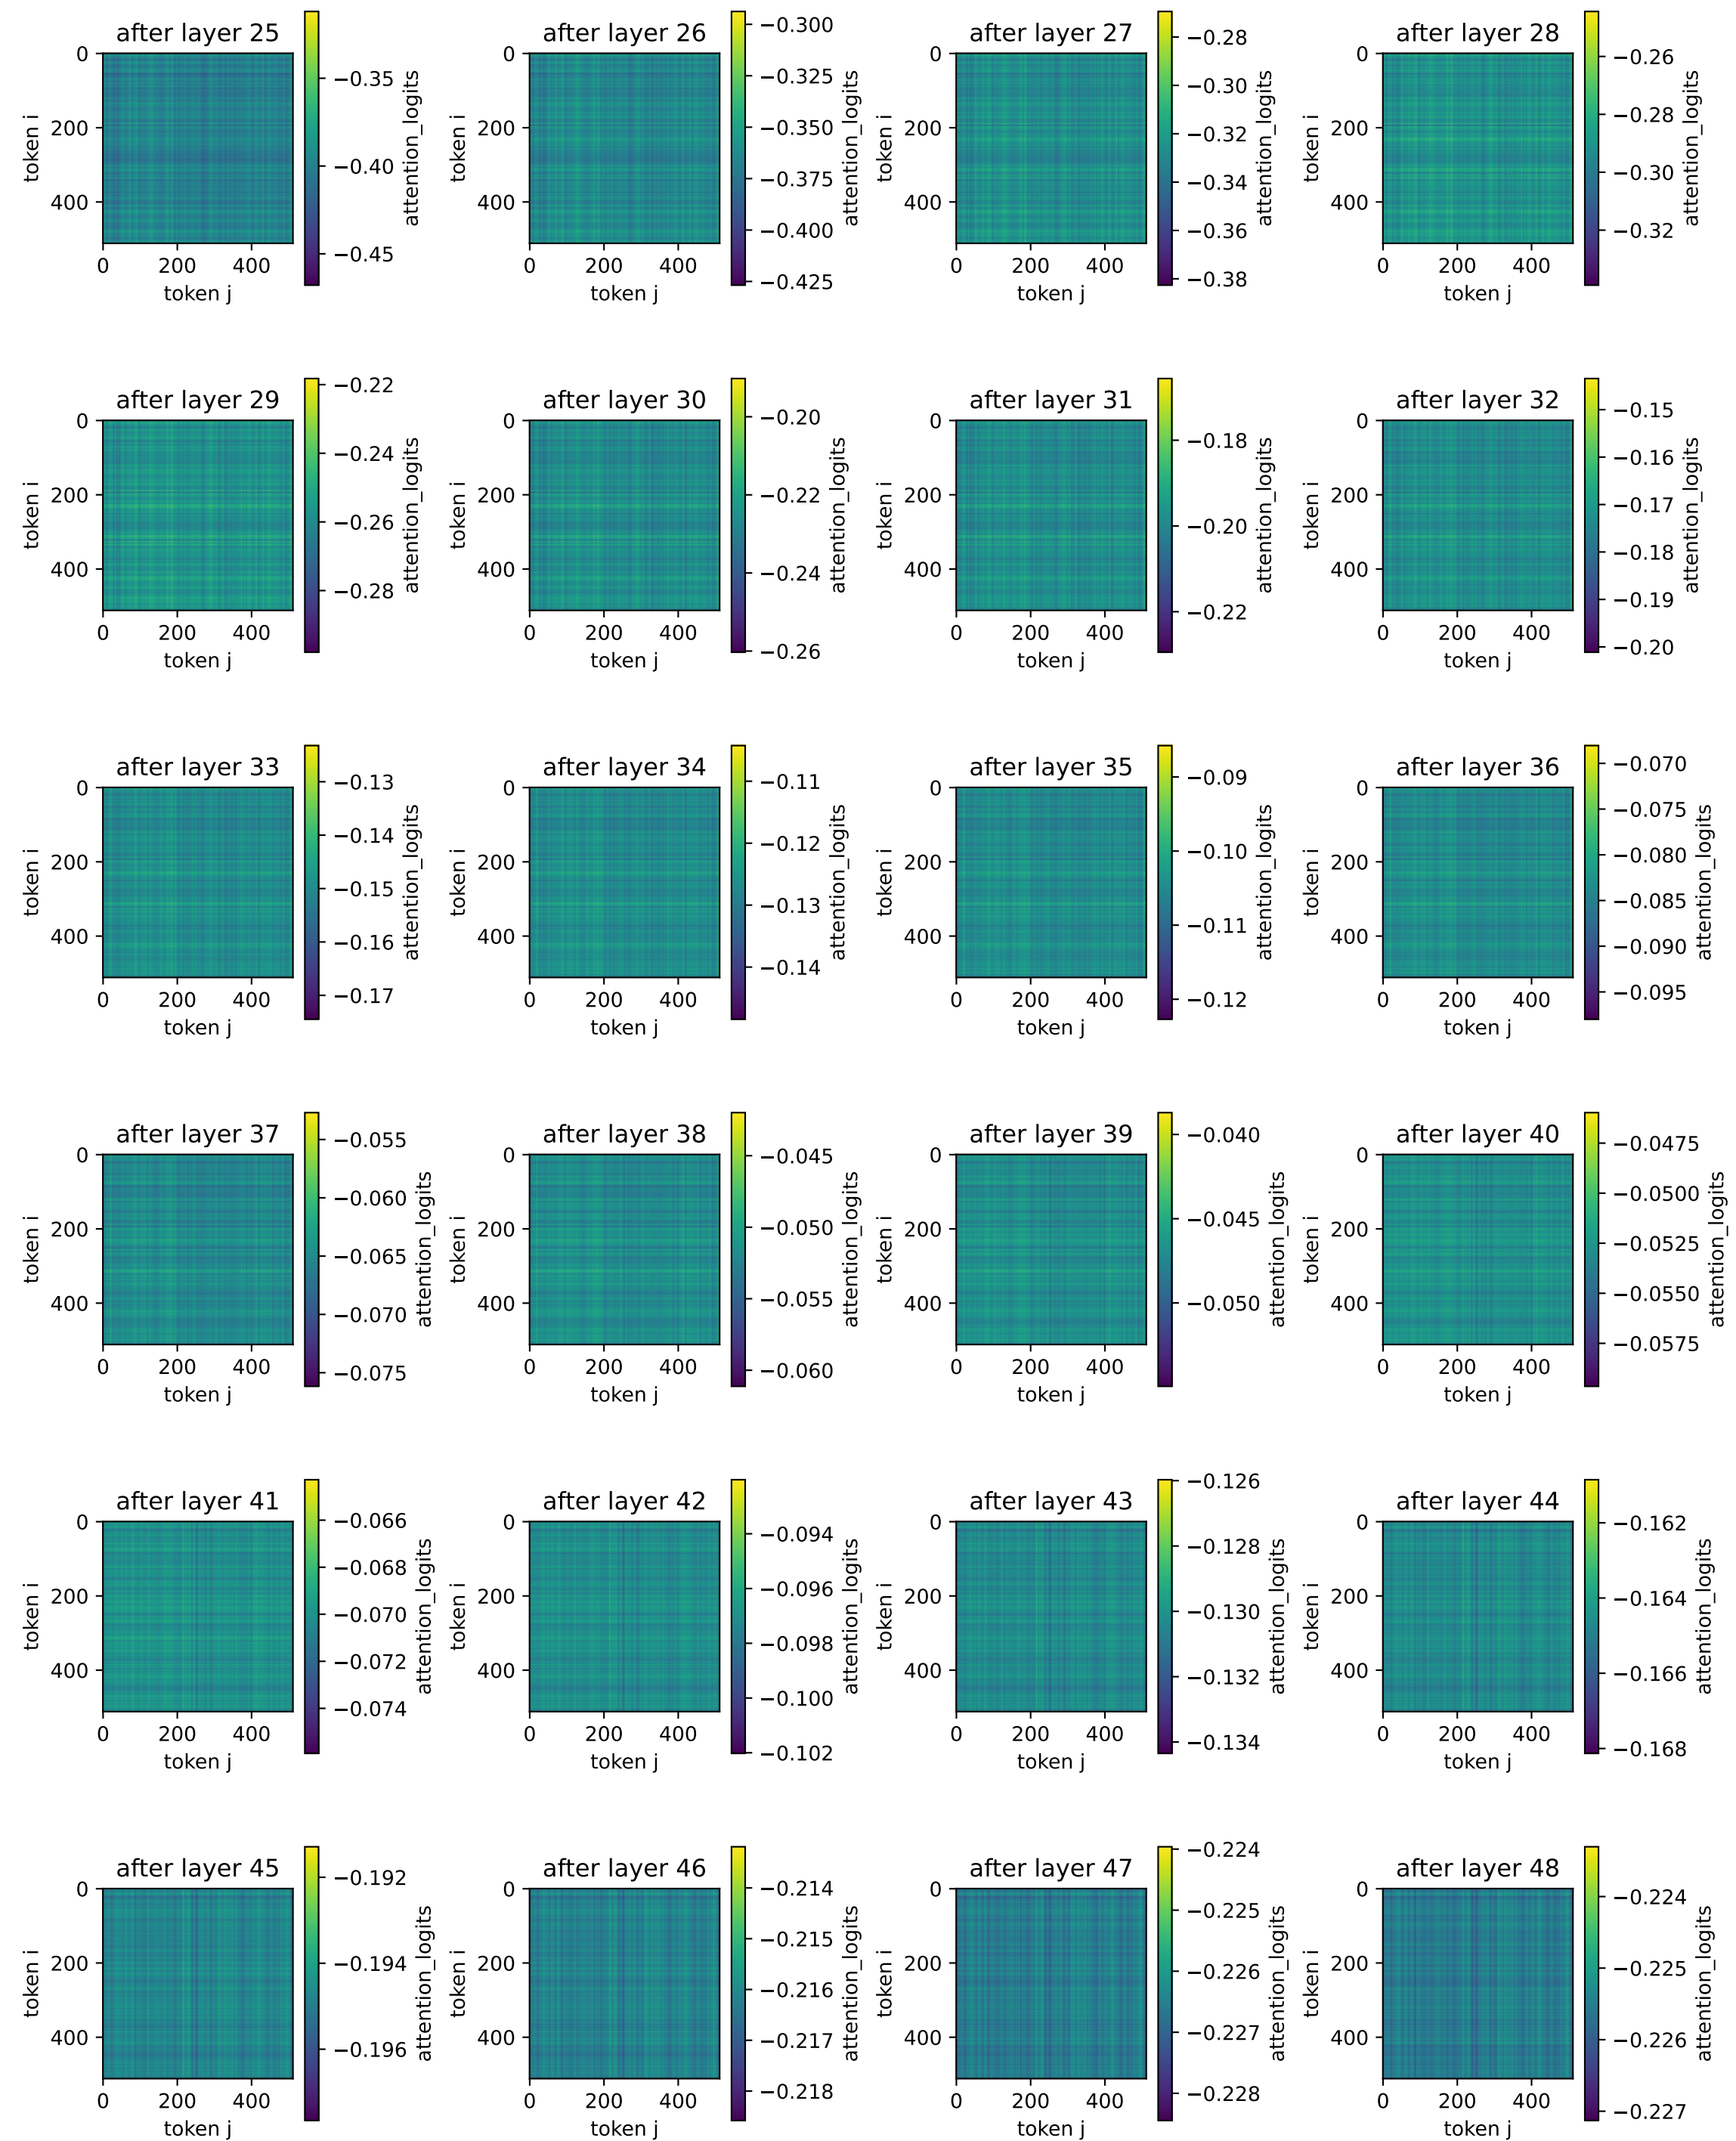 after layer 25
0
200
400
token i
0 200 400
token j
−0.35
−0.40
−0.45
attention_logits
after layer 26
0 200 400
token j
−0.300
−0.325
−0.350
−0.375
−0.400
−0.425
attention_logits
token i
after layer 27
0 200 400
token j
−0.28
−0.30
−0.32
−0.34
−0.36
−0.38
attention_logits
token i
after layer 28
0
200
400
token i
0 200 400
token j
−0.26
−0.28
−0.30
−0.32
attention_logits
after layer 29
0
200
400
token i
0 200 400
token j
−0.22
−0.24
−0.26
−0.28
attention_logits
after layer 30
0
200
400
token i
0 200 400
token j
−0.20
−0.22
−0.24
−0.26
attention_logits
after layer 31
0
200
400
token i
0 200 400
token j
−0.18
−0.20
−0.22
attention_logits
after layer 32
0
200
400
token i
0 200 400
token j
−0.15
−0.16
−0.17
−0.18
−0.19
−0.20
attention_logits
after layer 33
0
200
400
token i
0 200 400
token j
−0.13
−0.14
−0.15
−0.16
−0.17
attention_logits
after layer 34
0
200
400
token i
0 200 400
token j
−0.11
−0.12
−0.13
−0.14
attention_logits
after layer 35
0
200
400
token i
0 200 400
token j
−0.09
−0.10
−0.11
−0.12
attention_logits
after layer 36
0
200
400
token i
0 200 400
token j
−0.070
−0.075
−0.080
−0.085
−0.090
−0.095
attention_logits
after layer 37
0
200
400
token i
0 200 400
token j
−0.055
−0.060
−0.065
−0.070
−0.075
attention_logits
after layer 38
0
200
400
token i
0 200 400
token j
−0.045
−0.050
−0.055
−0.060
attention_logits
after layer 39
0
200
400
token i
0 200 400
token j
−0.040
−0.045
−0.050
attention_logits
after layer 40
0
200
400
token i
0 200 400
token j
−0.0475
−0.0500
−0.0525
−0.0550
−0.0575
attention_logits
after layer 41
0
200
400
token i
0 200 400
token j
−0.066
−0.068
−0.070
−0.072
−0.074
attention_logits
after layer 42
0
200
400
token i
0 200 400
token j
−0.094
−0.096
−0.098
−0.100
−0.102
attention_logits
after layer 43
0
200
400
token i
0 200 400
token j
−0.126
−0.128
−0.130
−0.132
−0.134
attention_logits
after layer 44
0
200
400
token i
0 200 400
token j
−0.162
−0.164
−0.166
−0.168
attention_logits
after layer 45
0
200
400
token i
0 200 400
token j
−0.192
−0.194
−0.196
attention_logits
after layer 46
0
200
400
token i
0 200 400
token j
−0.214
−0.215
−0.216
−0.217
−0.218
attention_logits
after layer 47
0
200
400
token i
0 200 400
token j
−0.224
−0.225
−0.226
−0.227
−0.228
attention_logits
after layer 48
0
200
400
token i
0 200 400
token j
−0.224
−0.225
−0.226
−0.227
attention_logits